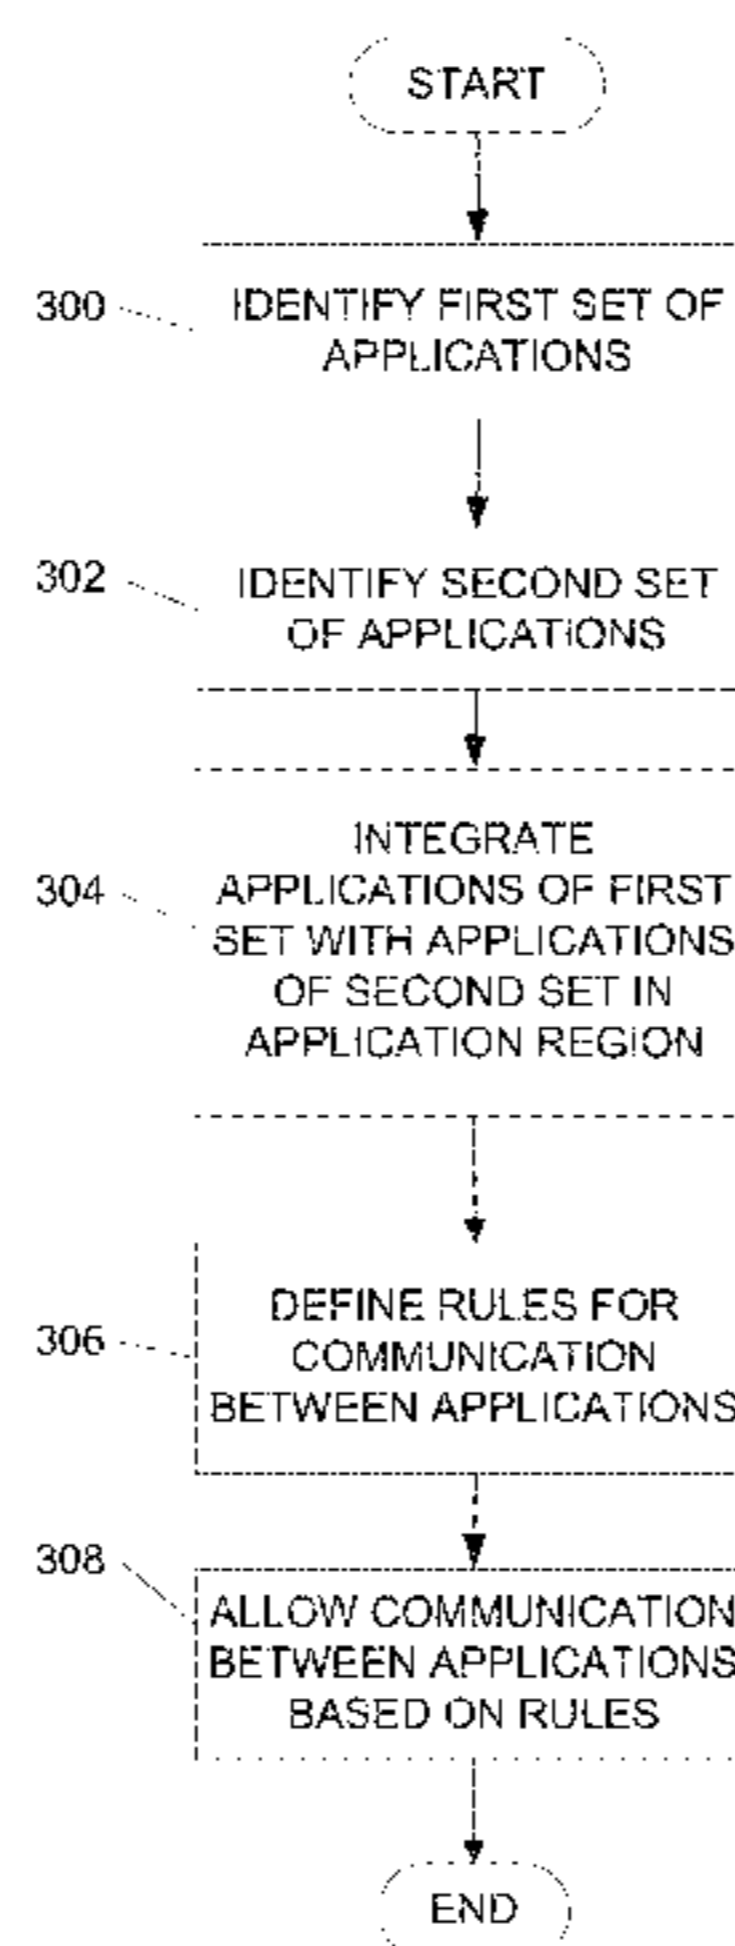 START
300
IDENTIFY FIRST SET OF
APPLICATIONS
302
IDENTIFY SECOND SET
OF APPLICATIONS
INTEGRATE
304
APPLICATIONS OF FIRST
SET WITH APPLICATIONS
OF SECOND SET IN
APPLICATION REGION
DEFINE RULES FOR
306
COMMUNICATION
BETWEEN APPLICATIONS
308
ALLOW COMMUNICATION
BETWEEN APPLICATIONS
BASED ON RULES
END